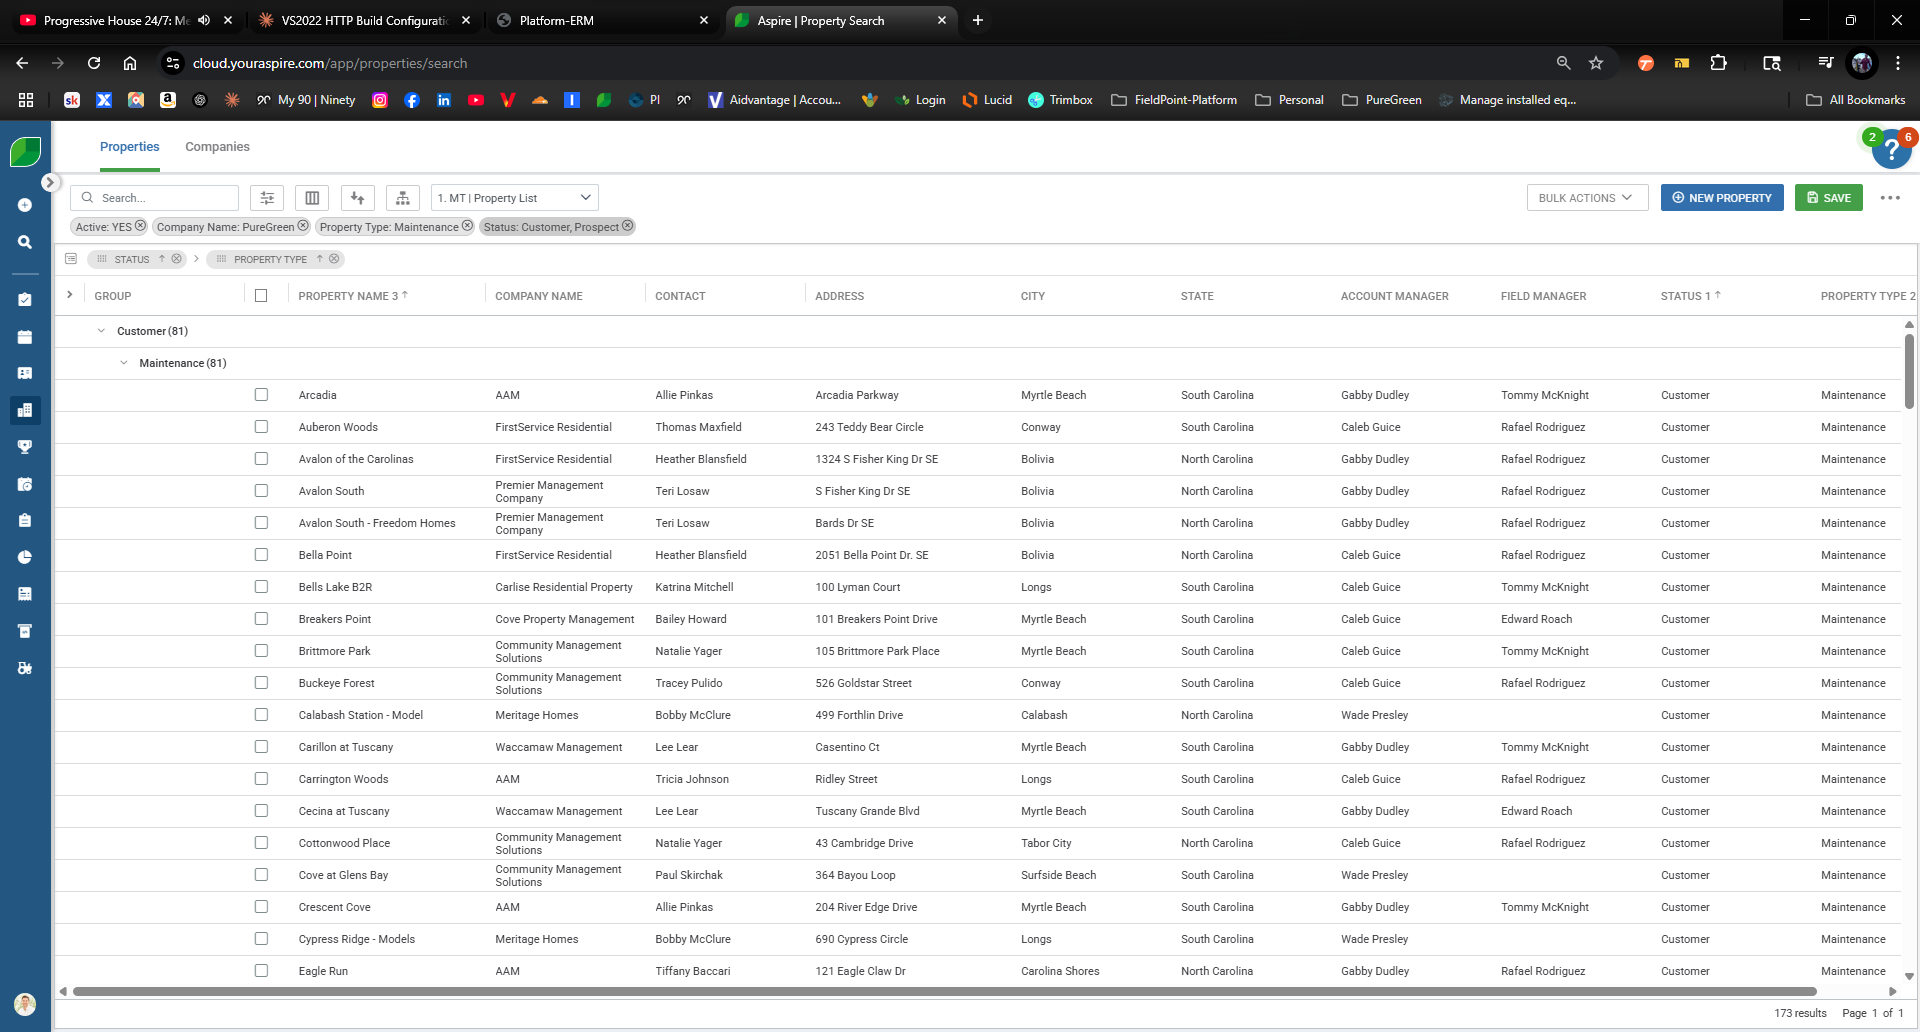 Progressive House 24/7: Me
VS2022 HTTP Build Configuratio
Platform-ERM
Aspire | Property Search
cloud.youraspire.com/app/properties/search
My 90 | Ninety
PI
Aidvantage | Accou...
Login
Lucid
Trimbox
FieldPoint-Platform
Personal
PureGreen
Manage installed eq...
All Bookmarks
Properties
Companies
2
6
?
Search...
1. MT | Property List
BULK ACTIONS
NEW PROPERTY
SAVE
Active: YES
Company Name: PureGreen
Property Type: Maintenance
Status: Customer, Prospect
STATUS
PROPERTY TYPE
GROUP PROPERTY NAME 3 COMPANY NAME CONTACT ADDRESS CITY STATE ACCOUNT MANAGER FIELD MANAGER STATUS 1 PROPERTY TYPE 2
Customer (81)
Maintenance (81)
Arcadia AAM Allie Pinkas Arcadia Parkway Myrtle Beach South Carolina Gabby Dudley Tommy McKnight Customer Maintenance
Auberon Woods FirstService Residential Thomas Maxfield 243 Teddy Bear Circle Conway South Carolina Caleb Guice Rafael Rodriguez Customer Maintenance
Avalon of the Carolinas FirstService Residential Heather Blansfield 1324 S Fisher King Dr SE Bolivia North Carolina Gabby Dudley Rafael Rodriguez Customer Maintenance
Avalon South Premier Management Company Teri Losaw S Fisher King Dr SE Bolivia North Carolina Gabby Dudley Rafael Rodriguez Customer Maintenance
Avalon South - Freedom Homes Premier Management Company Teri Losaw Bards Dr SE Bolivia North Carolina Gabby Dudley Rafael Rodriguez Customer Maintenance
Bella Point FirstService Residential Heather Blansfield 2051 Bella Point Dr. SE Bolivia North Carolina Caleb Guice Rafael Rodriguez Customer Maintenance
Bells Lake B2R Carlise Residential Property Katrina Mitchell 100 Lyman Court Longs South Carolina Caleb Guice Tommy McKnight Customer Maintenance
Breakers Point Cove Property Management Bailey Howard 101 Breakers Point Drive Myrtle Beach South Carolina Caleb Guice Edward Roach Customer Maintenance
Brittmore Park Community Management Solutions Natalie Yager 105 Brittmore Park Place Myrtle Beach South Carolina Caleb Guice Tommy McKnight Customer Maintenance
Buckeye Forest Community Management Solutions Tracey Pulido 526 Goldstar Street Conway South Carolina Caleb Guice Rafael Rodriguez Customer Maintenance
Calabash Station - Model Meritage Homes Bobby McClure 499 Forthlin Drive Calabash North Carolina Wade Presley Customer Maintenance
Carillon at Tuscany Waccamaw Management Lee Lear Casentino Ct Myrtle Beach South Carolina Gabby Dudley Tommy McKnight Customer Maintenance
Carrington Woods AAM Tricia Johnson Ridley Street Longs South Carolina Caleb Guice Rafael Rodriguez Customer Maintenance
Cecina at Tuscany Waccamaw Management Lee Lear Tuscany Grande Blvd Myrtle Beach South Carolina Gabby Dudley Edward Roach Customer Maintenance
Cottonwood Place Community Management Solutions Natalie Yager 43 Cambridge Drive Tabor City North Carolina Caleb Guice Rafael Rodriguez Customer Maintenance
Cove at Glens Bay Community Management Solutions Paul Skirchak 364 Bayou Loop Surfside Beach South Carolina Wade Presley Customer Maintenance
Crescent Cove AAM Allie Pinkas 204 River Edge Drive Myrtle Beach South Carolina Gabby Dudley Tommy McKnight Customer Maintenance
Cypress Ridge - Models Meritage Homes Bobby McClure 690 Cypress Circle Longs South Carolina Wade Presley Customer Maintenance
Eagle Run AAM Tiffany Baccari 121 Eagle Claw Dr Carolina Shores North Carolina Gabby Dudley Rafael Rodriguez Customer Maintenance
173 results Page 1 of 1